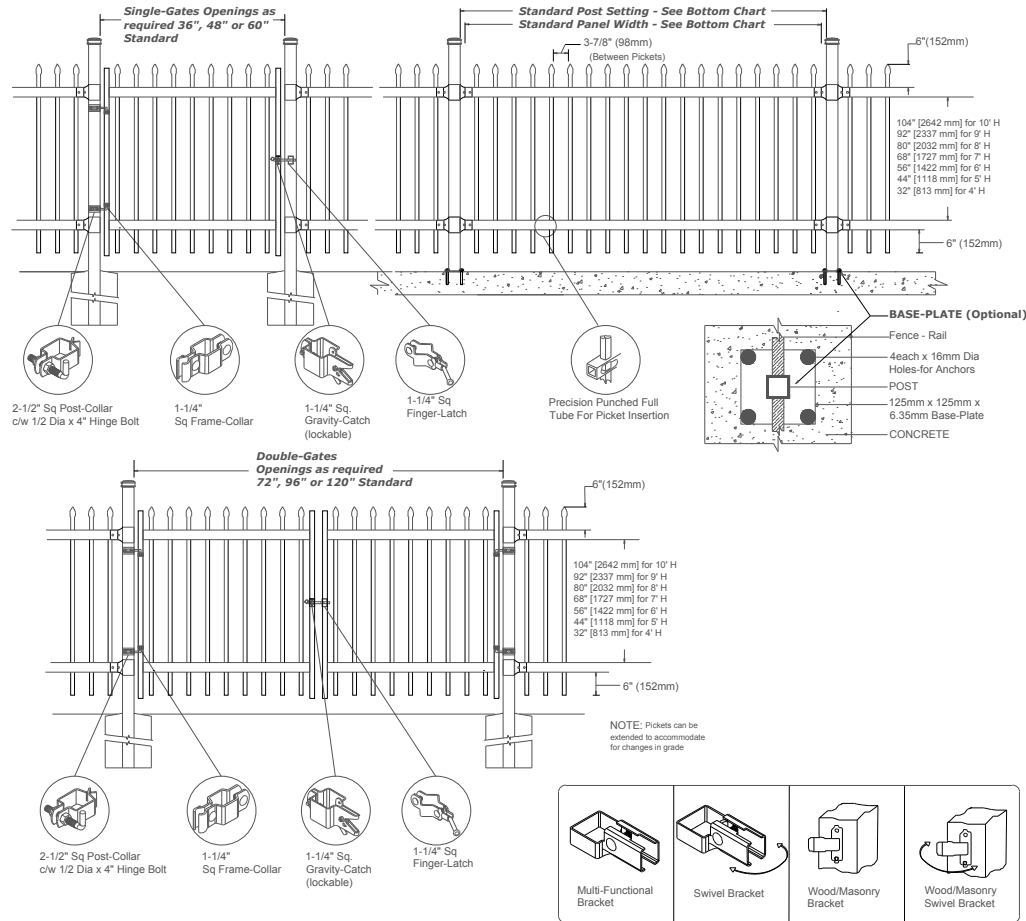 Single-Gates Openings as
required 36", 48" or 60"
Standard
Standard Post Setting - See Bottom Chart
Standard Panel Width - See Bottom Chart
3-7/8" (98mm)
(Between Pickets)
6"(152mm)
104" [2642 mm] for 10' H
92" [2337 mm] for 9' H
80" [2032 mm] for 8' H
68" [1727 mm] for 7' H
56" [1422 mm] for 6' H
44" [1118 mm] for 5' H
32" [813 mm] for 4' H
6" (152mm)
2-1/2" Sq Post-Collar
c/w 1/2 Dia x 4" Hinge Bolt
1-1/4"
Sq Frame-Collar
1-1/4" Sq.
Gravity-Catch
(lockable)
1-1/4" Sq
Finger-Latch
Precision Punched Full
Tube For Picket Insertion
BASE-PLATE (Optional)
Fence - Rail
4each x 16mm Dia
Holes-for Anchors
POST
125mm x 125mm x
6.35mm Base-Plate
CONCRETE
Double-Gates
Openings as required
72", 96" or 120" Standard
6"(152mm)
104" [2642 mm] for 10' H
92" [2337 mm] for 9' H
80" [2032 mm] for 8' H
68" [1727 mm] for 7' H
56" [1422 mm] for 6' H
44" [1118 mm] for 5' H
32" [813 mm] for 4' H
6" (152mm)
NOTE: Pickets can be
extended to accommodate
for changes in grade
2-1/2" Sq Post-Collar
c/w 1/2 Dia x 4" Hinge Bolt
1-1/4"
Sq Frame-Collar
1-1/4" Sq.
Gravity-Catch
(lockable)
1-1/4" Sq
Finger-Latch
Multi-Functional
Bracket
Swivel Bracket
Wood/Masonry
Bracket
Wood/Masonry
Swivel Bracket